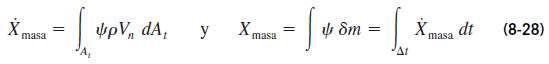 Ẋ_masa = ∫_{A_t} ψρV_n dA_t y X_masa = ∫ ψ δm = ∫_{Δt} Ẋ_masa dt (8-28)